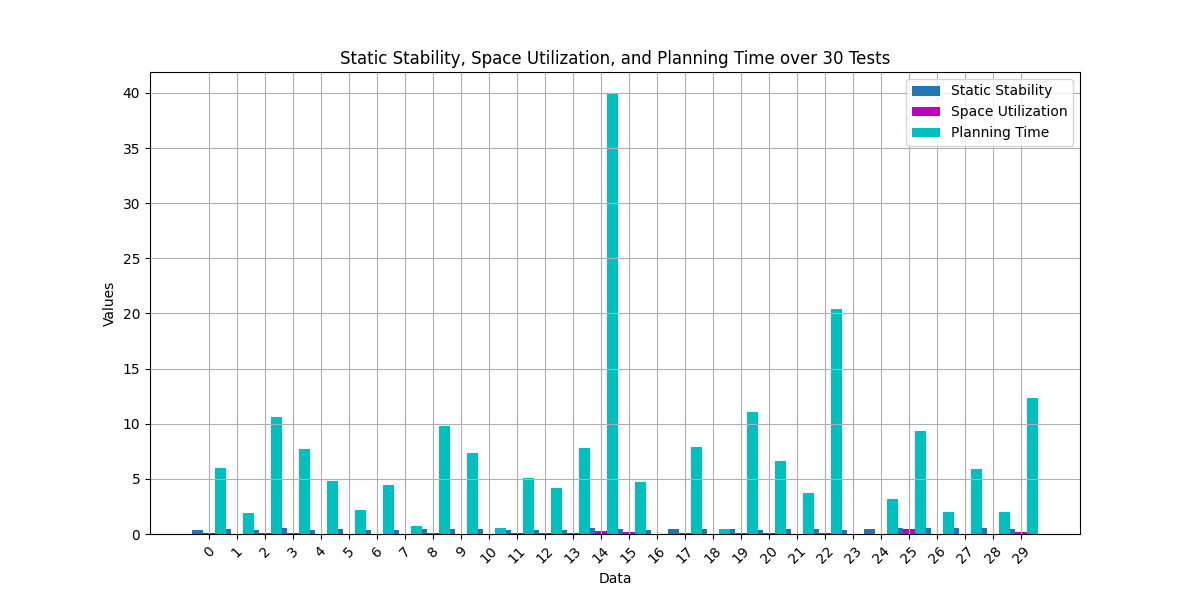 Static Stability, Space Utilization, and Planning Time over 30 Tests
Static Stability
Space Utilization
Planning Time
Values
40
35
30
25
20
15
10
5
0
0 1 2 3 4 5 6 7 8 9 10 11 12 13 14 15 16 17 18 19 20 21 22 23 24 25 26 27 28 29
Data